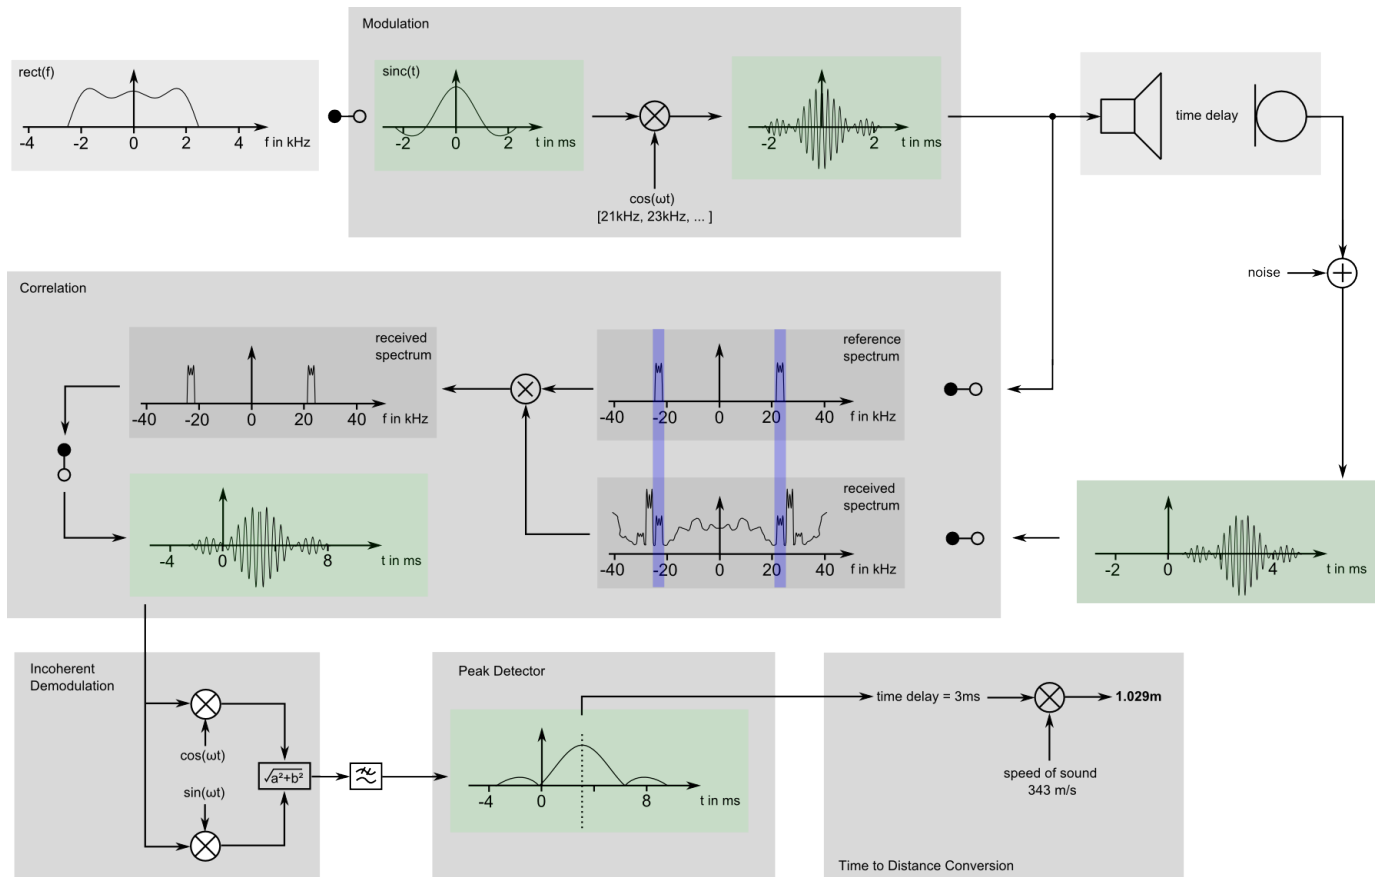 Modulation
rect(f)
-4 -2 0 2 4 f in kHz
sinc(t)
-2 0 2 t in ms
cos(ωt)
[21kHz, 23kHz, ... ]
-2 2 t in ms
time delay
noise
Correlation
received
spectrum
-40 -20 0 20 40 f in kHz
reference
spectrum
-40 -20 0 20 40 f in kHz
received
spectrum
-40 -20 0 20 40 f in kHz
-4 0 8 t in ms
-2 0 4 t in ms
Incoherent
Demodulation
cos(ωt)
sin(ωt)
√a²+b²
Peak Detector
-4 0 8 t in ms
time delay = 3ms
1.029m
speed of sound
343 m/s
Time to Distance Conversion